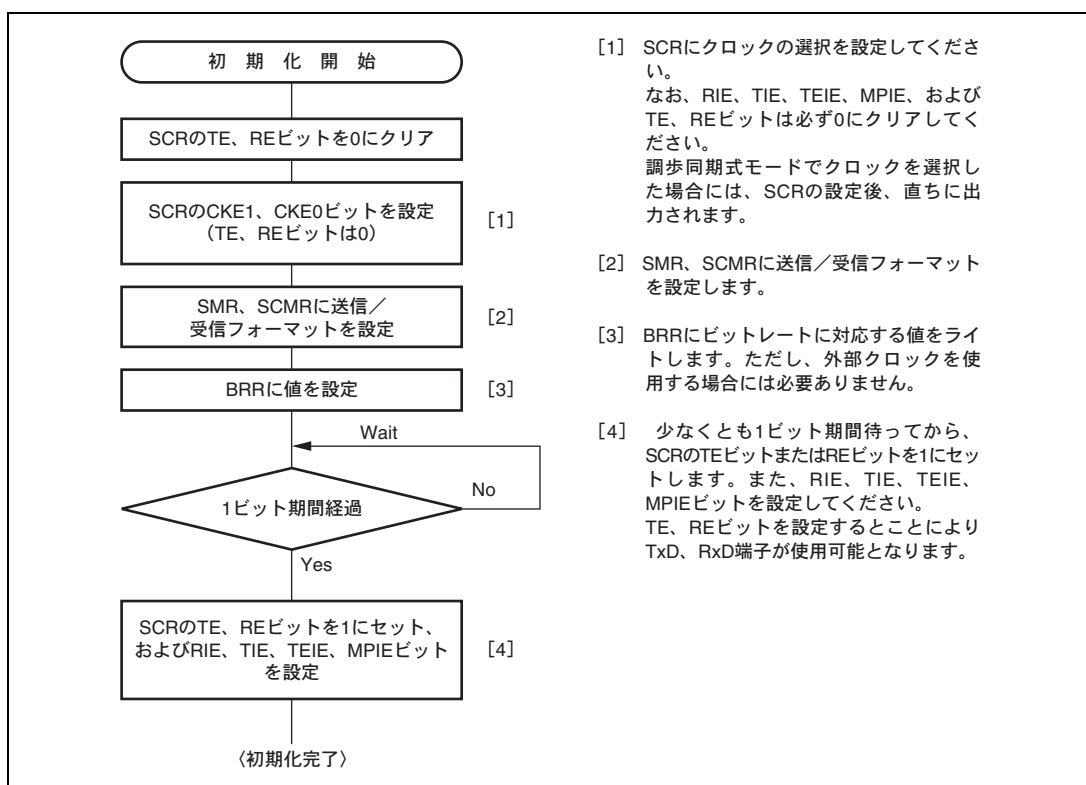 初 期 化 開 始
SCRのTE、REビットを0にクリア
SCRのCKE1、CKE0ビットを設定
（TE、REビットは0）
[1]
SMR、SCMRに送信／
受信フォーマットを設定
[2]
BRRに値を設定
[3]
Wait
1ビット期間経過
No
Yes
SCRのTE、REビットを1にセット、
およびRIE、TIE、TEIE、MPIEビット
を設定
[4]
〈初期化完了〉
[1] SCRにクロックの選択を設定してくださ
い。
なお、RIE、TIE、TEIE、MPIE、および
TE、REビットは必ず0にクリアしてく
ださい。
調歩同期式モードでクロックを選択し
た場合には、SCRの設定後、直ちに出
力されます。
[2] SMR、SCMRに送信／受信フォーマット
を設定します。
[3] BRRにビットレートに対応する値をライ
トします。ただし、外部クロックを使
用する場合には必要ありません。
[4] 少なくとも1ビット期間待ってから、
SCRのTEビットまたはREビットを1にセッ
トします。また、RIE、TIE、TEIE、
MPIEビットを設定してください。
TE、REビットを設定するとことにより
TxD、RxD端子が使用可能となります。